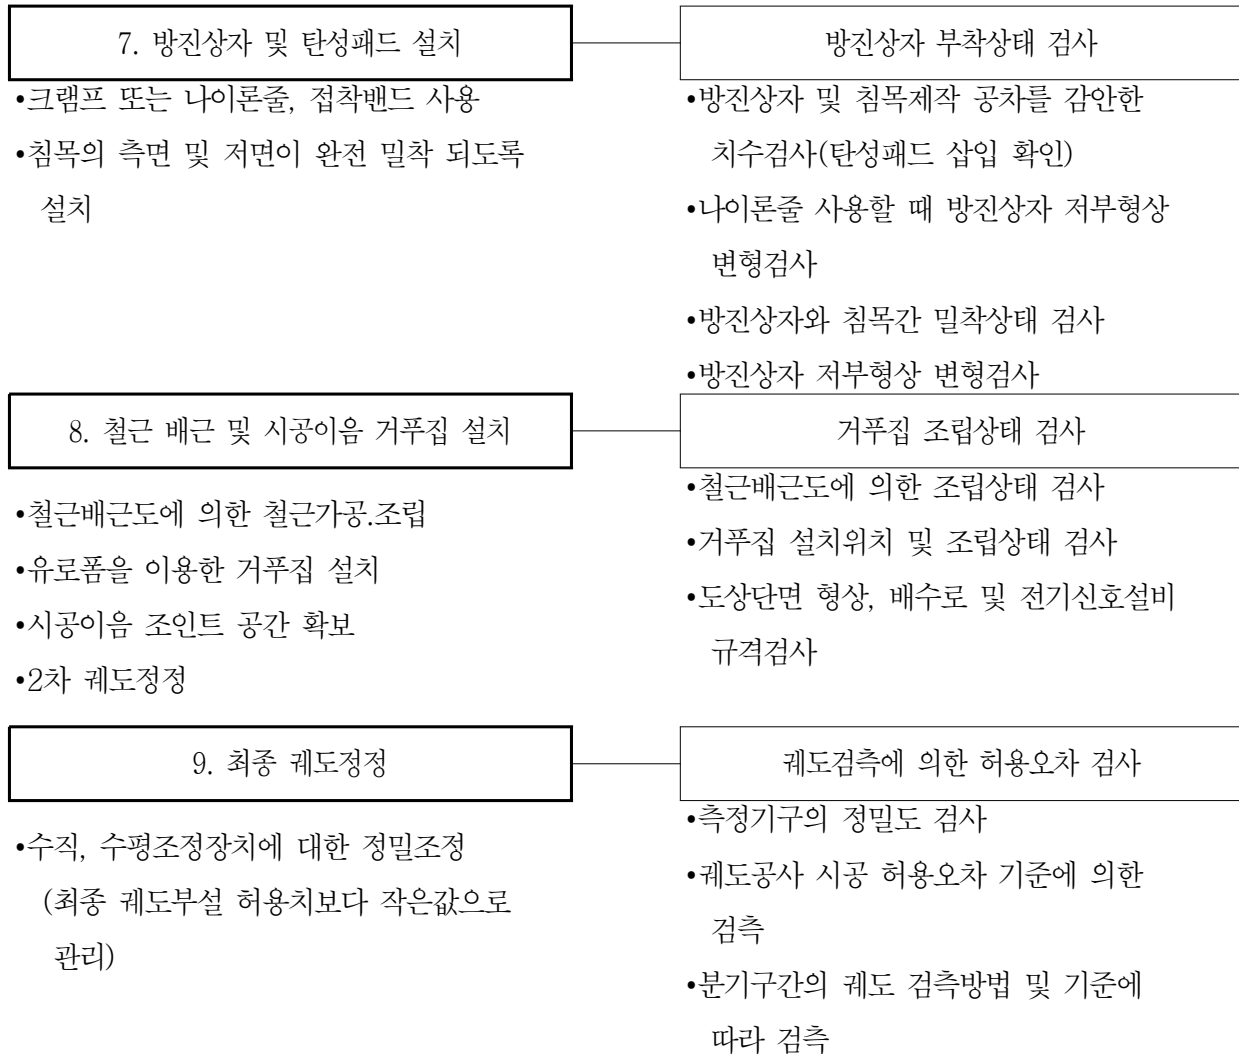 7. 방진상자 및 탄성패드 설치
방진상자 부착상태 검사
•크램프 또는 나이론줄, 접착밴드 사용
•침목의 측면 및 저면이 완전 밀착 되도록
설치
•방진상자 및 침목제작 공차를 감안한
치수검사(탄성패드 삽입 확인)
•나이론줄 사용할 때 방진상자 저부형상
변형검사
•방진상자와 침목간 밀착상태 검사
•방진상자 저부형상 변형검사
8. 철근 배근 및 시공이음 거푸집 설치
거푸집 조립상태 검사
•철근배근도에 의한 철근가공.조립
•유로폼을 이용한 거푸집 설치
•시공이음 조인트 공간 확보
•2차 궤도정정
•철근배근도에 의한 조립상태 검사
•거푸집 설치위치 및 조립상태 검사
•도상단면 형상, 배수로 및 전기신호설비
규격검사
9. 최종 궤도정정
궤도검측에 의한 허용오차 검사
•수직, 수평조정장치에 대한 정밀조정
(최종 궤도부설 허용치보다 작은값으로
관리)
•측정기구의 정밀도 검사
•궤도공사 시공 허용오차 기준에 의한
검측
•분기구간의 궤도 검측방법 및 기준에
따라 검측